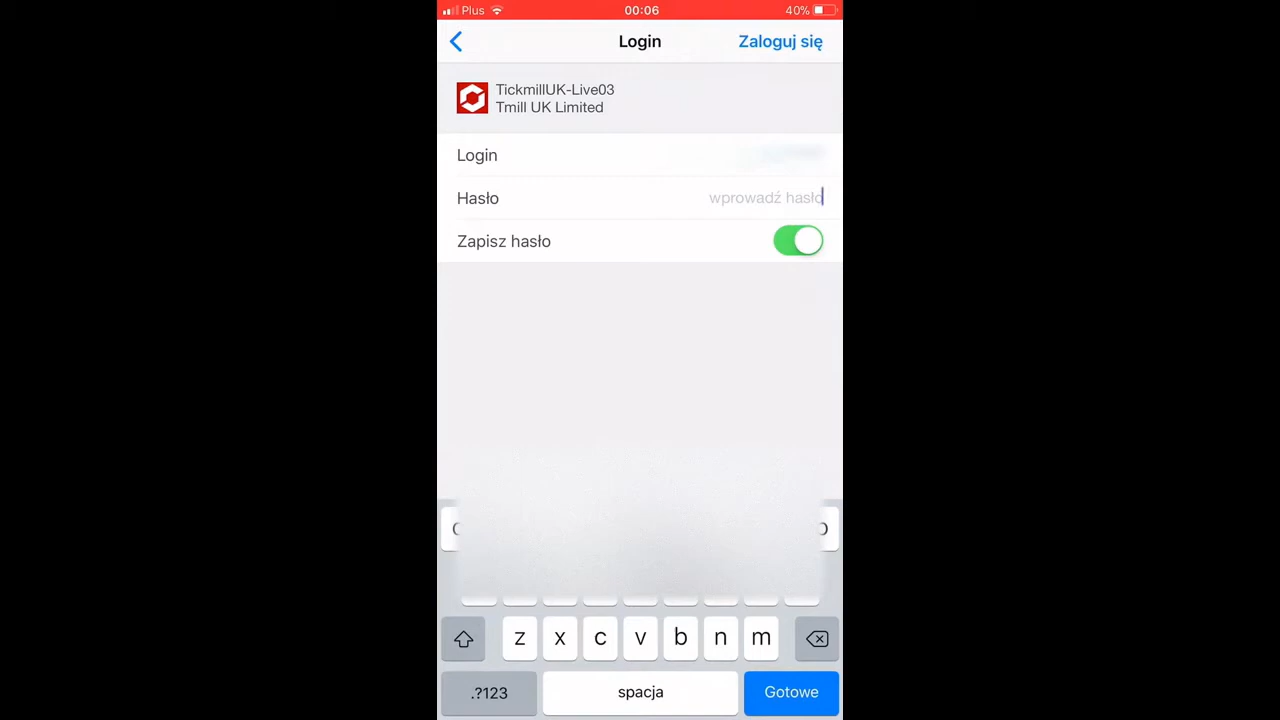 Plus 00:06 40%
Login Zaloguj się
TickmillUK-Live03
Tmill UK Limited
Login
Hasło wprowadź hasło
Zapisz hasło
z x c v b n m
.?123 spacja Gotowe